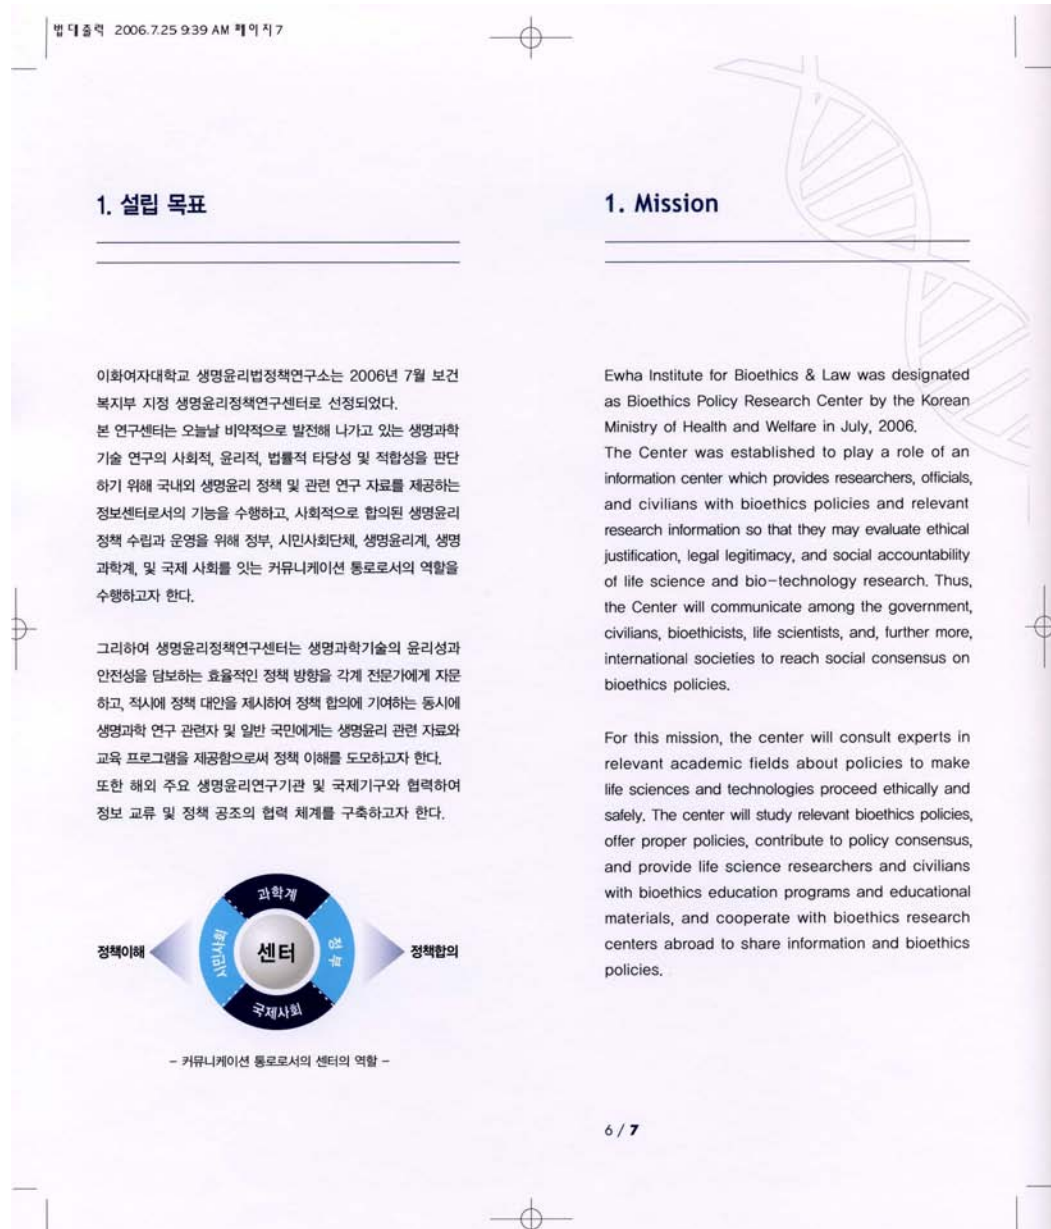 법대출력 2006.7.25 9:39 AM 페이지7
1. 설립 목표
이화여자대학교 생명윤리법정책연구소는 2006년 7월 보건
복지부 지정 생명윤리정책연구센터로 선정되었다.
본 연구센터는 오늘날 비약적으로 발전해 나가고 있는 생명과학
기술 연구의 사회적, 윤리적, 법률적 타당성 및 적합성을 판단
하기 위해 국내외 생명윤리 정책 및 관련 연구 자료를 제공하는
정보센터로서의 기능을 수행하고, 사회적으로 합의된 생명윤리
정책 수립과 운영을 위해 정부, 시민사회단체, 생명윤리계, 생명
과학계, 및 국제 사회를 잇는 커뮤니케이션 통로로서의 역할을
수행하고자 한다.
그리하여 생명윤리정책연구센터는 생명과학기술의 윤리성과
안전성을 담보하는 효율적인 정책 방향을 각계 전문가에게 자문
하고, 적시에 정책 대안을 제시하여 정책 합의에 기여하는 동시에
생명과학 연구 관련자 및 일반 국민에게는 생명윤리 관련 자료와
교육 프로그램을 제공함으로써 정책 이해를 도모하고자 한다.
또한 해외 주요 생명윤리연구기관 및 국제기구와 협력하여
정보 교류 및 정책 공조의 협력 체계를 구축하고자 한다.
과학계
정책이해
시민사회
센터
정부
정책합의
국제사회
– 커뮤니케이션 통로로서의 센터의 역할 –
1. Mission
Ewha Institute for Bioethics & Law was designated
as Bioethics Policy Research Center by the Korean
Ministry of Health and Welfare in July, 2006.
The Center was established to play a role of an
information center which provides researchers, officials,
and civilians with bioethics policies and relevant
research information so that they may evaluate ethical
justification, legal legitimacy, and social accountability
of life science and bio-technology research. Thus,
the Center will communicate among the government,
civilians, bioethicists, life scientists, and, further more,
international societies to reach social consensus on
bioethics policies.
For this mission, the center will consult experts in
relevant academic fields about policies to make
life sciences and technologies proceed ethically and
safely. The center will study relevant bioethics policies,
offer proper policies, contribute to policy consensus,
and provide life science researchers and civilians
with bioethics education programs and educational
materials, and cooperate with bioethics research
centers abroad to share information and bioethics
policies.
6 / 7